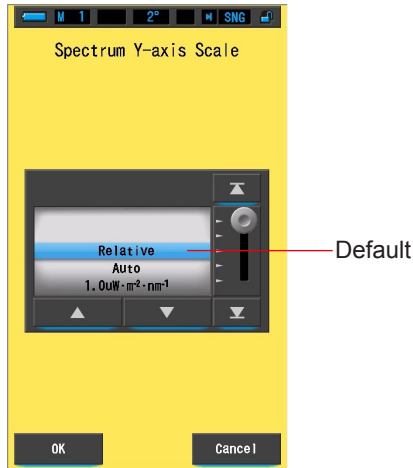 M 1 2° SNG
Spectrum Y-axis Scale
Relative
Default
Auto
1.0uW·m⁻²·nm⁻¹
OK Cancel